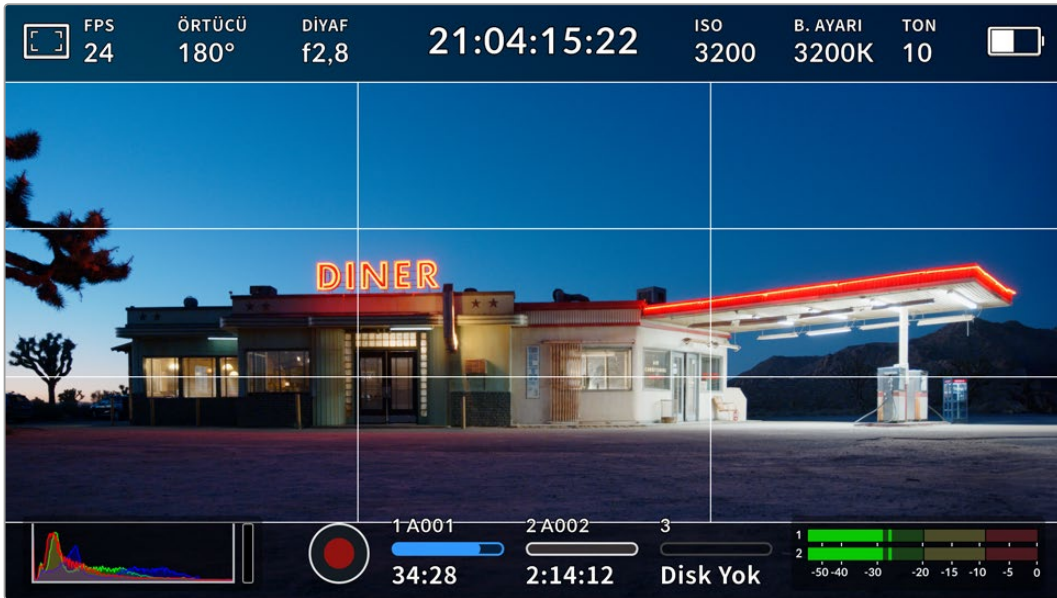 FPS ÖRTÜCÜ DİYAF 21:04:15:22 ISO B. AYARI TON
24 180° f2,8 3200 3200K 10
DINER
1 A001 2 A002 3
34:28 2:14:12 Disk Yok
1
2
-50 -40 -30 -20 -15 -10 -5 0